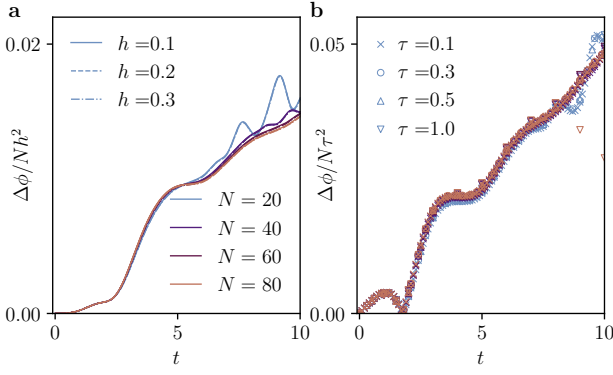 a
0.02
h = 0.1
h = 0.2
h = 0.3
Δϕ/Nh²
N = 20
N = 40
N = 60
N = 80
0.00
0
5
10
t
b
0.05
τ = 0.1
τ = 0.3
τ = 0.5
τ = 1.0
Δϕ/Nτ²
0.00
0
5
10
t